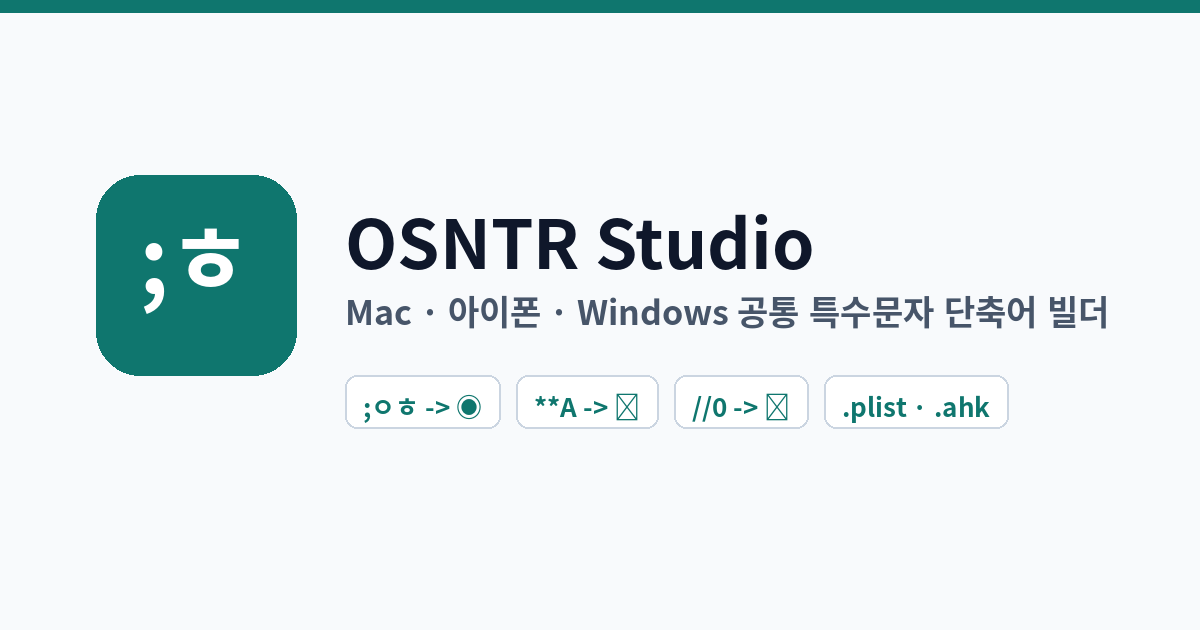 ;ㅎ
OSNTR Studio
Mac · 아이폰 · Windows 공통 특수문자 단축어 빌더
;ㅇㅎ -> ◉ **A -> ☒ //0 -> ☒ .plist · .ahk